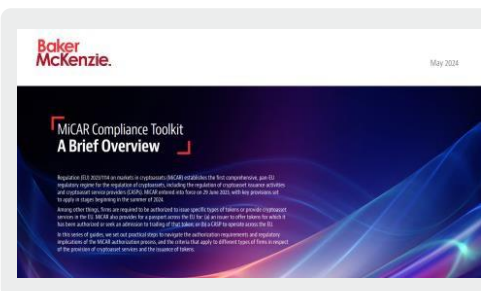 Baker
McKenzie.
May 2024
MiCAR Compliance Toolkit
A Brief Overview
Regulation (EU) 2023/1114 on markets in cryptoassets (MiCAR) establishes the first comprehensive, pan-EU
regulatory regime for the regulation of cryptoassets, including the regulation of cryptoasset issuance activities
and cryptoasset service providers (CASPs). MiCAR entered into force on 29 June 2023, with key provisions set
to apply in stages beginning in the summer of 2024.
Among other things, firms are required to be authorized to issue specific types of tokens or provide cryptoasset
services in the EU. MiCAR also provides for a passport across the EU for: (a) an issuer to offer tokens for which it
has been authorized or seek an admission to trading of that token, or (b) a CASP to operate across the EU.
In this series of guides, we set out practical steps to navigate the authorization requirements and regulatory
implications of the MiCAR authorization process, and the criteria that apply to different types of firms in respect
of the provision of cryptoasset services and the issuance of tokens.